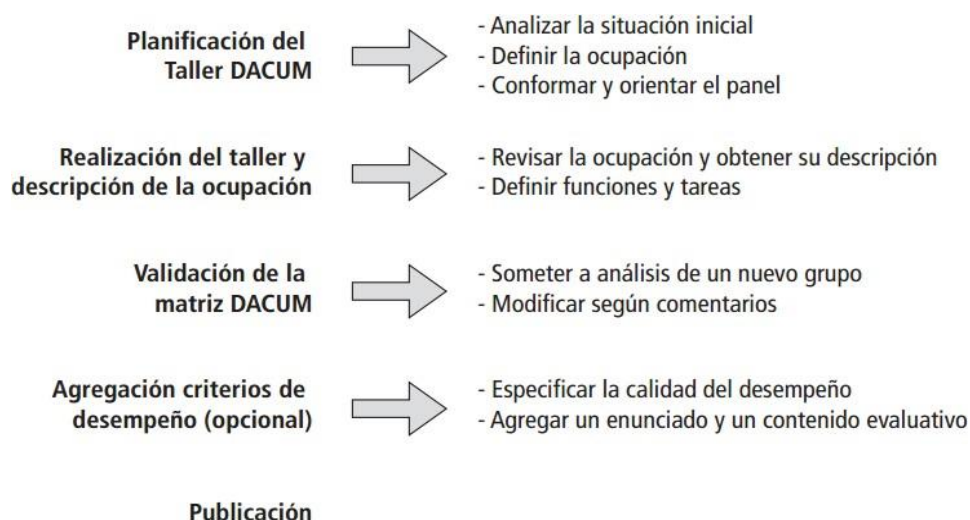 Planificación del
Taller DACUM
- Analizar la situación inicial
- Definir la ocupación
- Conformar y orientar el panel
Realización del taller y
descripción de la ocupación
- Revisar la ocupación y obtener su descripción
- Definir funciones y tareas
Validación de la
matriz DACUM
- Someter a análisis de un nuevo grupo
- Modificar según comentarios
Agregación criterios de
desempeño (opcional)
- Especificar la calidad del desempeño
- Agregar un enunciado y un contenido evaluativo
Publicación